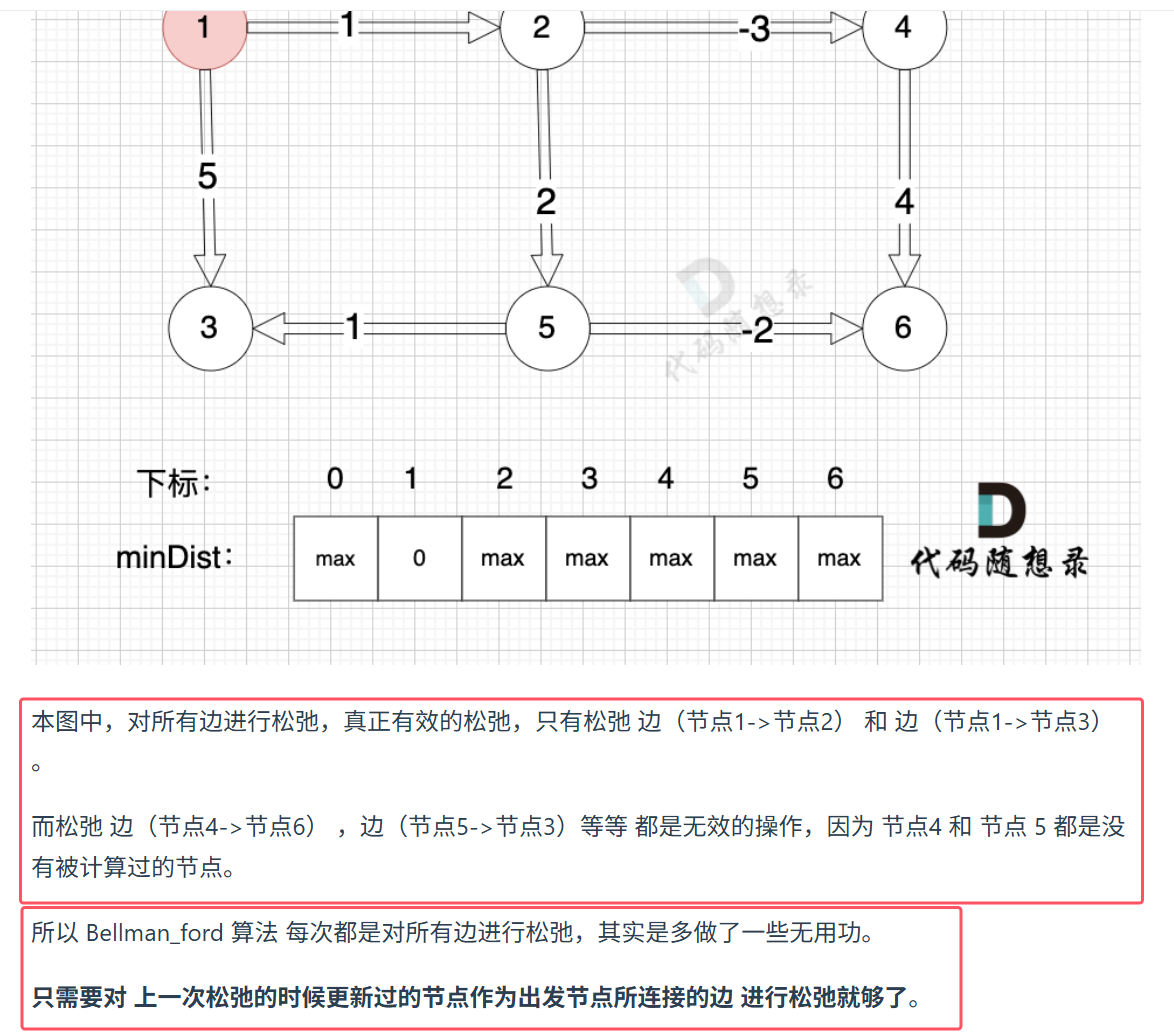 1 1 2 -3 4
5 2 4
3 1 5 -2 6
代码随想录
下标： 0 1 2 3 4 5 6
minDist： max 0 max max max max max
D
代码随想录
本图中，对所有边进行松弛，真正有效的松弛，只有松弛 边（节点1->节点2） 和 边（节点1->节点3）
。
而松弛 边（节点4->节点6） ，边（节点5->节点3）等等 都是无效的操作，因为 节点4 和 节点 5 都是没
有被计算过的节点。
所以 Bellman_ford 算法 每次都是对所有边进行松弛，其实是多做了一些无用功。
只需要对 上一次松弛的时候更新过的节点作为出发节点所连接的边 进行松弛就够了。